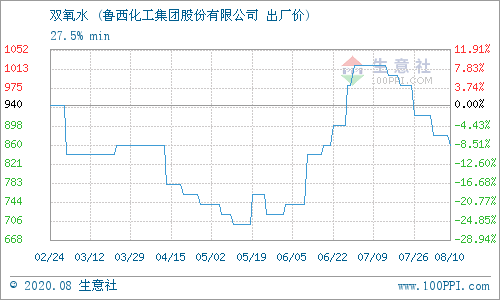 双氧水 (鲁西化工集团股份有限公司 出厂价)
27.5% min
1052 11.91%
1013 7.83%
975 3.74%
940 0.00%
898 -4.43%
860 -8.51%
821 -12.64%
783 -16.68%
744 -20.77%
706 -24.85%
668 -28.94%
生意社
100PPI.com
02/24 03/12 03/29 04/15 05/02 05/19 06/05 06/22 07/09 07/26 08/10
© 2020.08 生意社 www.100PPI.com